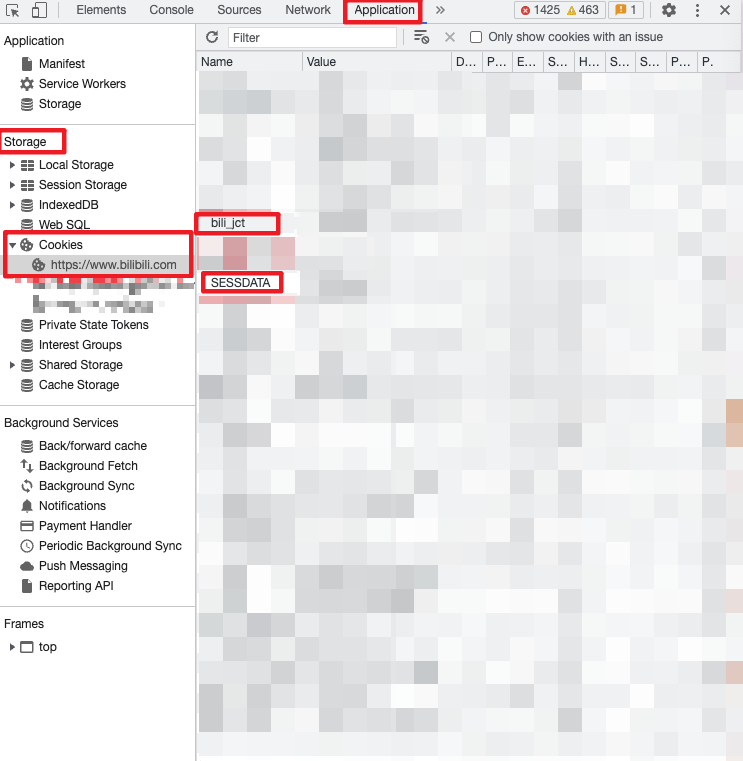 Elements Console Sources Network Application » 1425 463 1
Application
Filter
Only show cookies with an issue
Name Value D... P... E... S... H... S... S... P... P.
Manifest
Service Workers
Storage
Storage
Local Storage
Session Storage
IndexedDB
Web SQL
Cookies
https://www.bilibili.com
Private State Tokens
Interest Groups
Shared Storage
Cache Storage
bili_jct
SESSDATA
Background Services
Back/forward cache
Background Fetch
Background Sync
Notifications
Payment Handler
Periodic Background Sync
Push Messaging
Reporting API
Frames
top